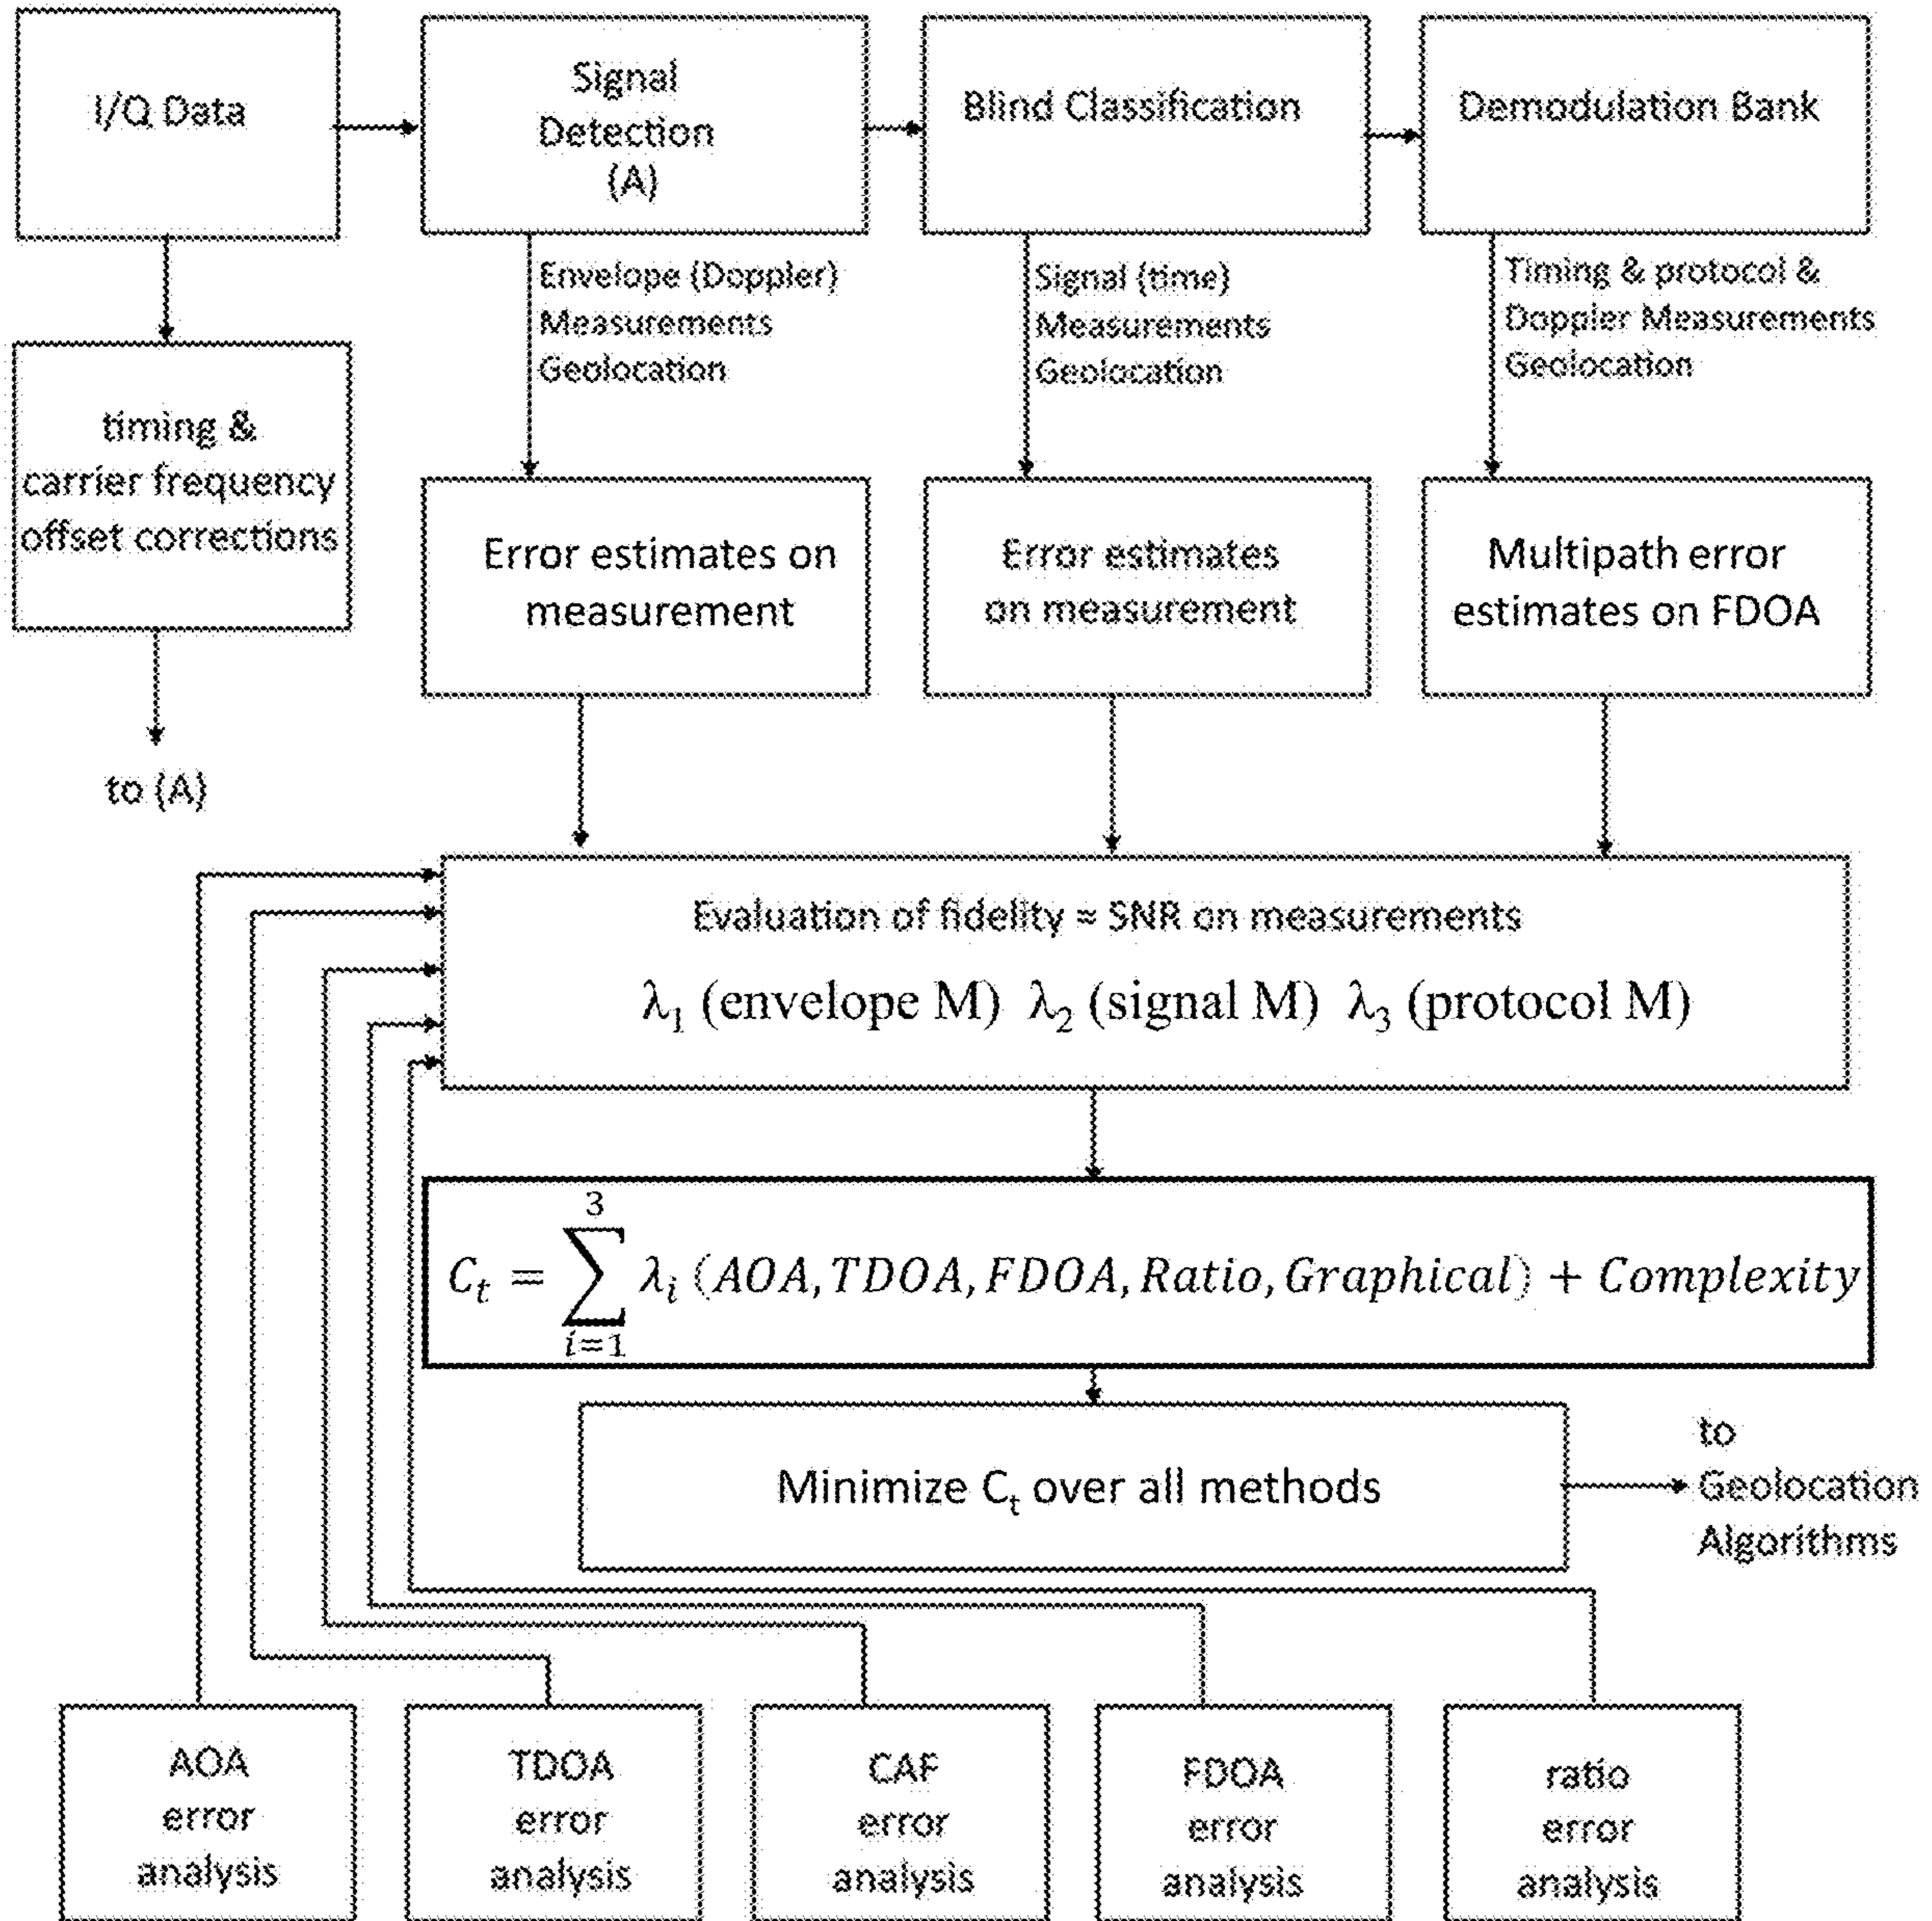 I/Q Data
Signal
Detection
(A)
Blind Classification
Demodulation Bank
Envelope (Doppler)
Measurements
Geolocation
Signal (time)
Measurements
Geolocation
Timing & protocol &
Doppler Measurements
Geolocation
timing &
carrier frequency
offset corrections
to (A)
Error estimates on
measurement
Error estimates
on measurement
Multipath error
estimates on FDOA
Evaluation of fidelity = SNR on measurements
λ₁ (envelope M) λ₂ (signal M) λ₃ (protocol M)
C_t = ∑_{i=1}^{3} λ_i (AOA, TDOA, FDOA, Ratio, Graphical) + Complexity
Minimize Cₜ over all methods
to
Geolocation
Algorithms
AOA
error
analysis
TDOA
error
analysis
CAF
error
analysis
FDOA
error
analysis
ratio
error
analysis